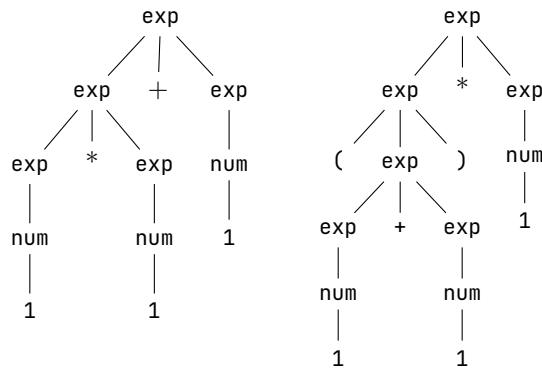 exp
exp + exp
exp * exp num
num num 1
1 1
exp
exp * exp
( exp ) num
exp + exp 1
num num
1 1